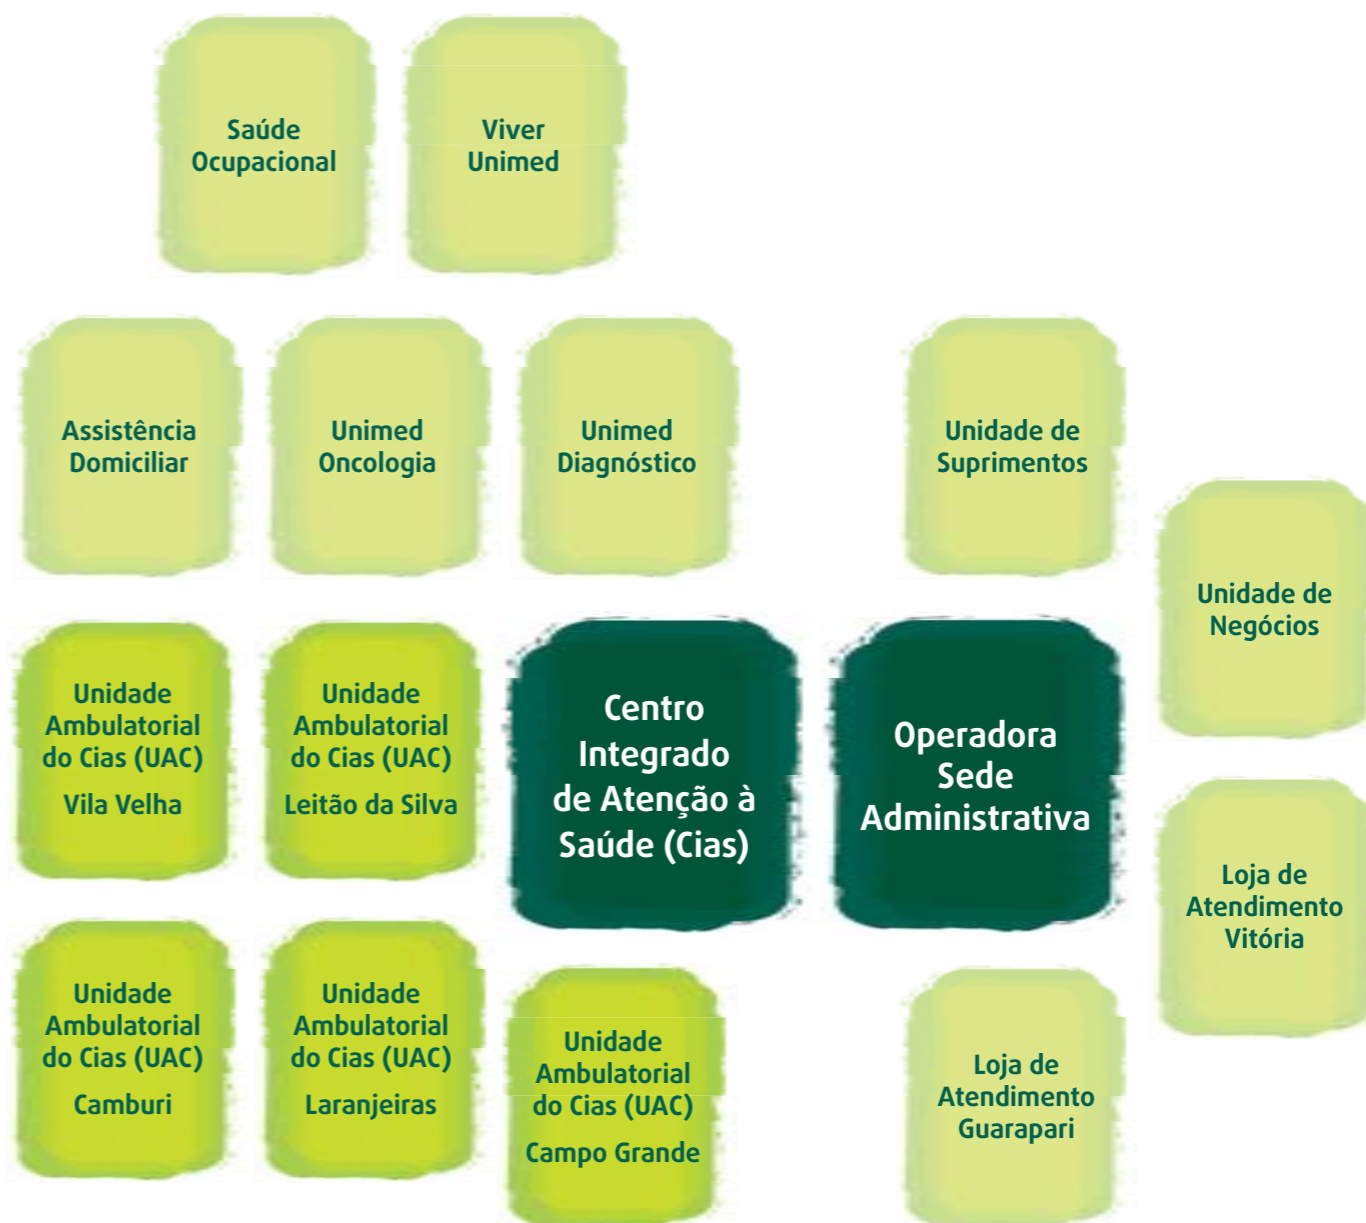 Saúde
Ocupacional
Viver
Unimed
Assistência
Domiciliar
Unimed
Oncologia
Unimed
Diagnóstico
Unidade de
Suprimentos
Unidade de
Negócios
Unidade
Ambulatorial
do Cias (UAC)
Vila Velha
Unidade
Ambulatorial
do Cias (UAC)
Leitão da Silva
Centro
Integrado
de Atenção à
Saúde (Cias)
Operadora
Sede
Administrativa
Loja de
Atendimento
Vitória
Unidade
Ambulatorial
do Cias (UAC)
Camburi
Unidade
Ambulatorial
do Cias (UAC)
Laranjeiras
Unidade
Ambulatorial
do Cias (UAC)
Campo Grande
Loja de
Atendimento
Guarapari